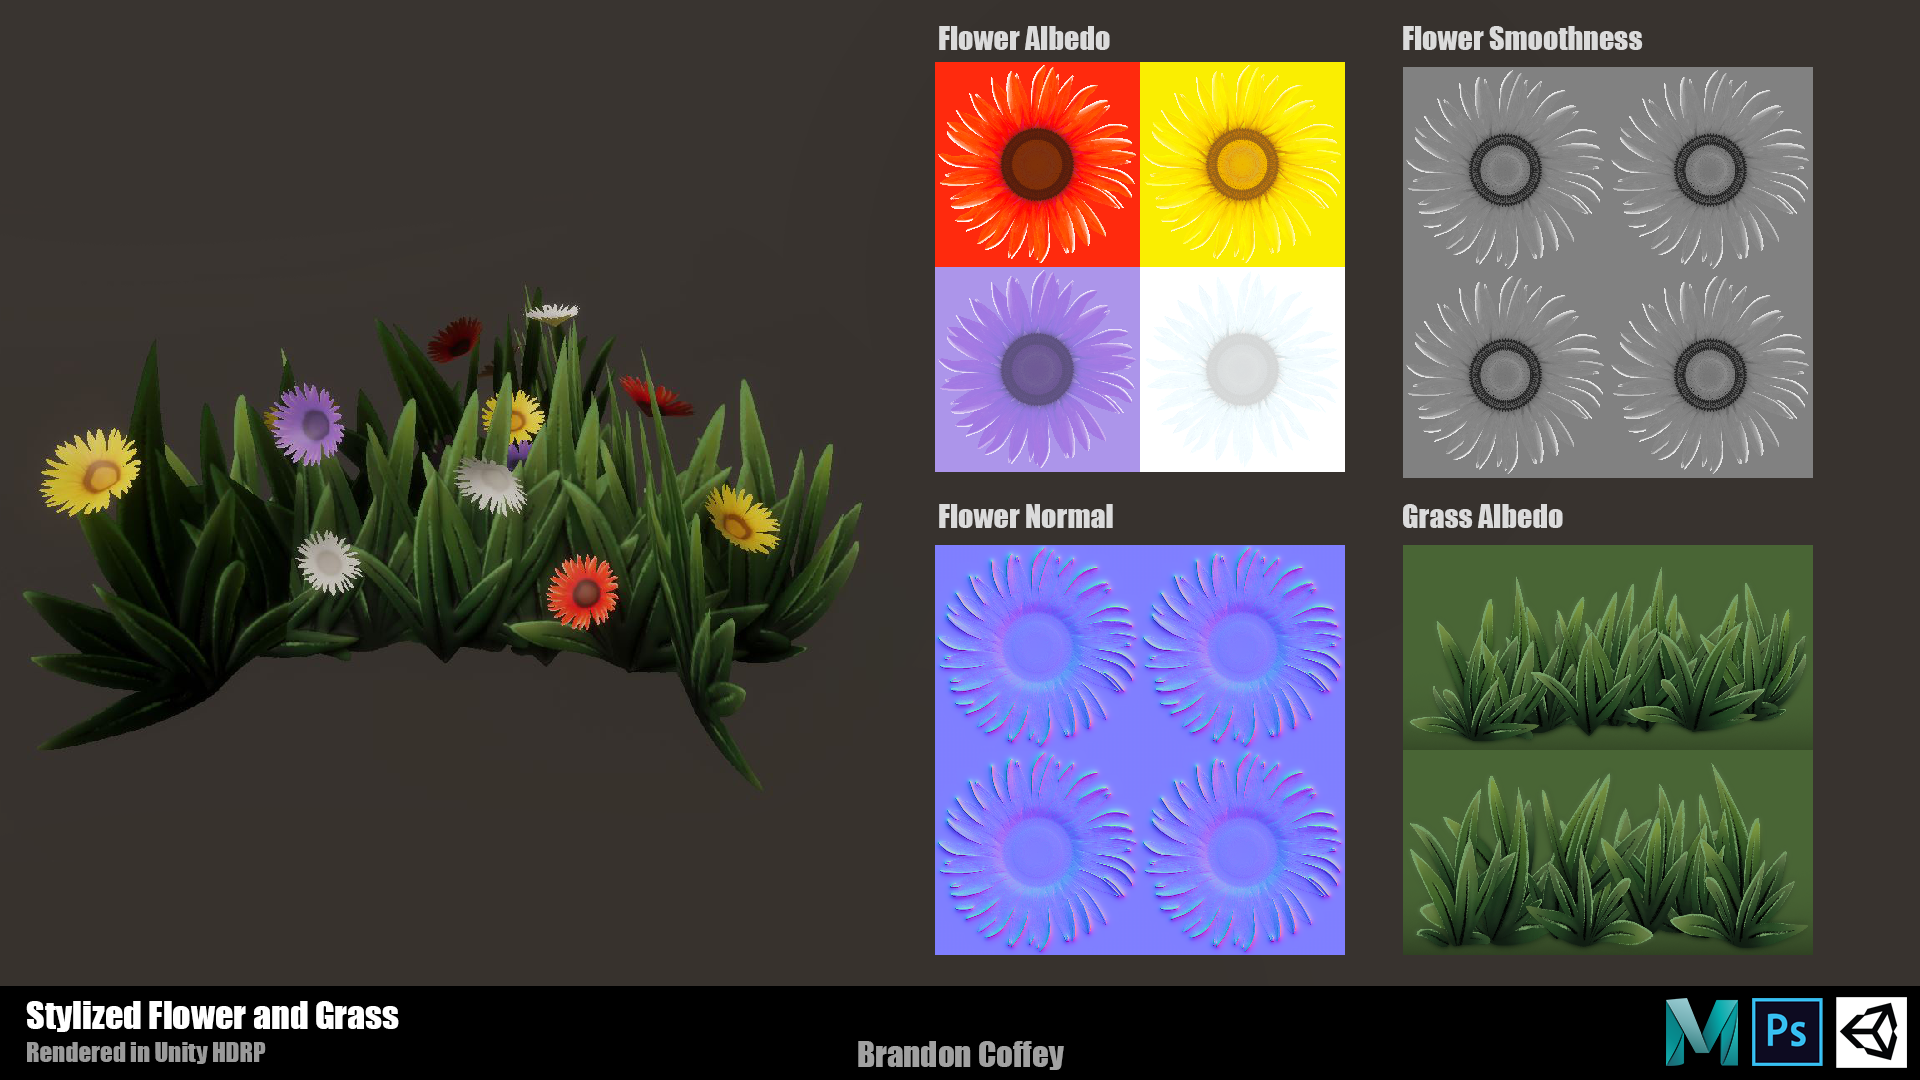 Flower Albedo
Flower Smoothness
Flower Normal
Grass Albedo
Stylized Flower and Grass
Rendered in Unity HDRP
Brandon Coffey
Ps